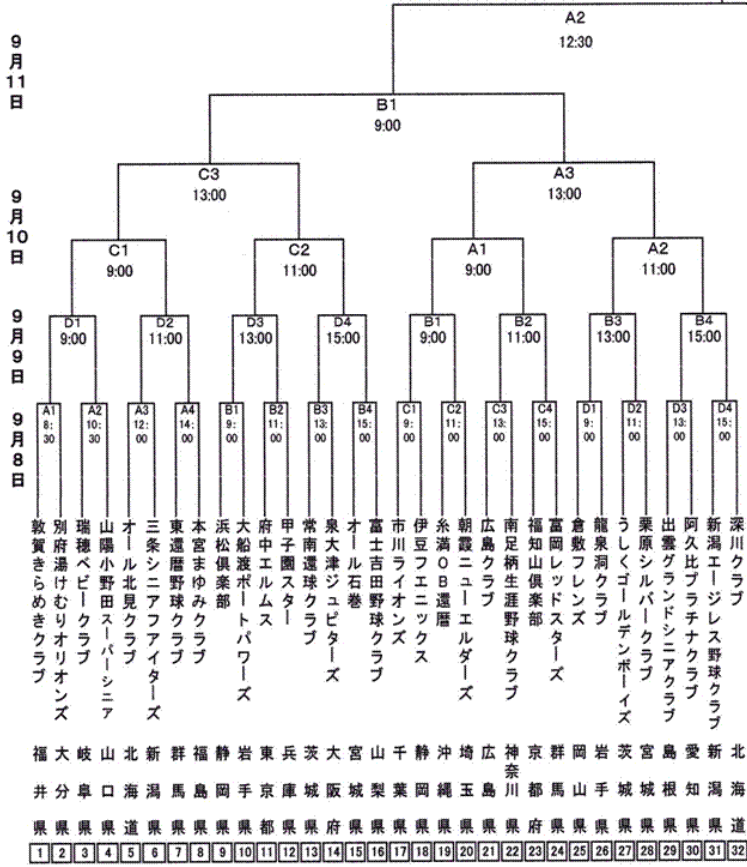 A2
12:30
9月11日
B1
9:00
C3
13:00
A3
13:00
9月10日
C1
9:00
C2
11:00
A1
9:00
A2
11:00
9月9日
D1
9:00
D2
11:00
D3
13:00
D4
15:00
B1
9:00
B2
11:00
B3
13:00
B4
15:00
9月8日
A1
8:30
A2
10:30
A3
12:00
A4
14:00
B1
9:00
B2
11:00
B3
13:00
B4
15:00
C1
9:00
C2
11:00
C3
13:00
C4
15:00
D1
9:00
D2
11:00
D3
13:00
D4
15:00
敦賀きらめきクラブ
別府湯けむりオリオンズ
瑞穂ベビークラブ
山陽小野田スーパーシニア
オール北見クラブ
三条シニアファイターズ
東還暦野球クラブ
本宮まゆみクラブ
浜松倶楽部
大船渡ポートパワーズ
府中エルムス
甲子園スター
常南還球クラブ
泉大津ジュピターズ
オール石巻
富士吉田野球クラブ
市川ライオンズ
伊豆フエニックス
糸満OB還暦
朝霞ニューエルダーズ
広島クラブ
南足柄生涯野球クラブ
福知山倶楽部
富岡レッドスターズ
倉敷フレンズ
龍泉洞クラブ
うしくゴールデンボーイズ
栗原シルバークラブ
出雲グランドシニアクラブ
阿久比プラチナクラブ
新潟エージレス野球クラブ
深川クラブ
福井県
大分県
岐阜県
山口県
北海道
新潟県
群馬県
福島県
静岡県
岩手県
東京都
兵庫県
茨城県
大阪府
宮城県
山梨県
千葉県
静岡県
沖縄県
埼玉県
広島県
神奈川県
京都府
群馬県
岡山県
岩手県
茨城県
宮城県
島根県
愛知県
新潟県
北海道
1 2 3 4 5 6 7 8 9 10 11 12 13 14 15 16 17 18 19 20 21 22 23 24 25 26 27 28 29 30 31 32